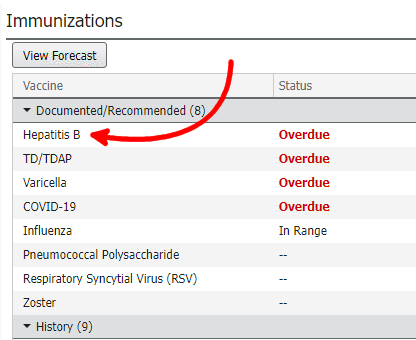 Immunizations
View Forecast
Vaccine Status
Documented/Recommended (8)
Hepatitis B Overdue
TD/TDAP Overdue
Varicella Overdue
COVID-19 Overdue
Influenza In Range
Pneumococcal Polysaccharide --
Respiratory Syncytial Virus (RSV) --
Zoster --
History (9)